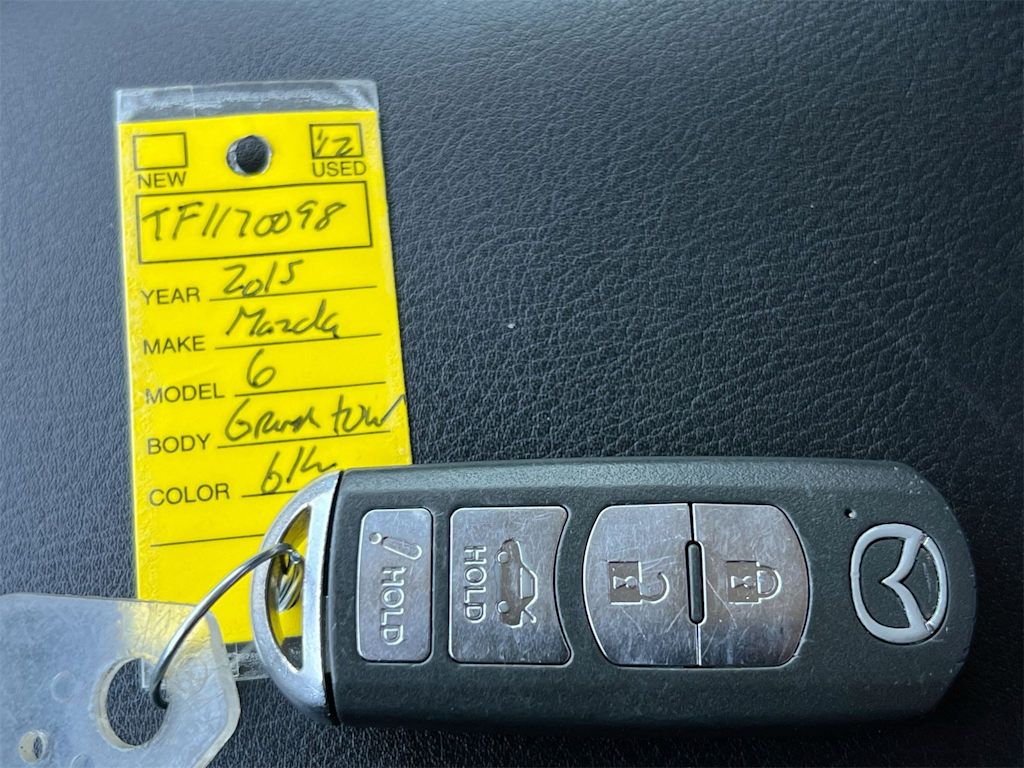 NEW
1/2
USED
TF1170098
YEAR 2015
MAKE Mazda
MODEL 6
BODY Grand tour
COLOR blk
HOLD
HOLD